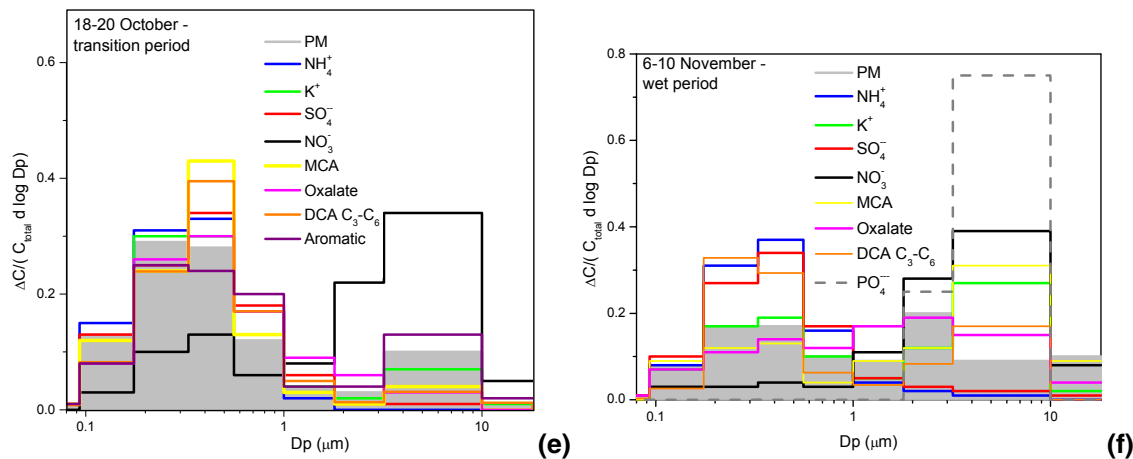 18-20 October -
transition period
PM
NH₄⁺
K⁺
SO₄⁻⁻
NO₃⁻
MCA
Oxalate
DCA C₃-C₆
Aromatic
ΔC/( C_total d log Dp)
0.0
0.2
0.4
0.6
0.1
1
10
Dp (μm)
(e)
6-10 November -
wet period
PM
NH₄⁺
K⁺
SO₄⁻⁻
NO₃⁻
MCA
Oxalate
DCA C₃-C₆
PO₄⁻⁻⁻
ΔC/( C_total d log Dp)
0.0
0.2
0.4
0.6
0.8
0.1
1
10
Dp (μm)
(f)